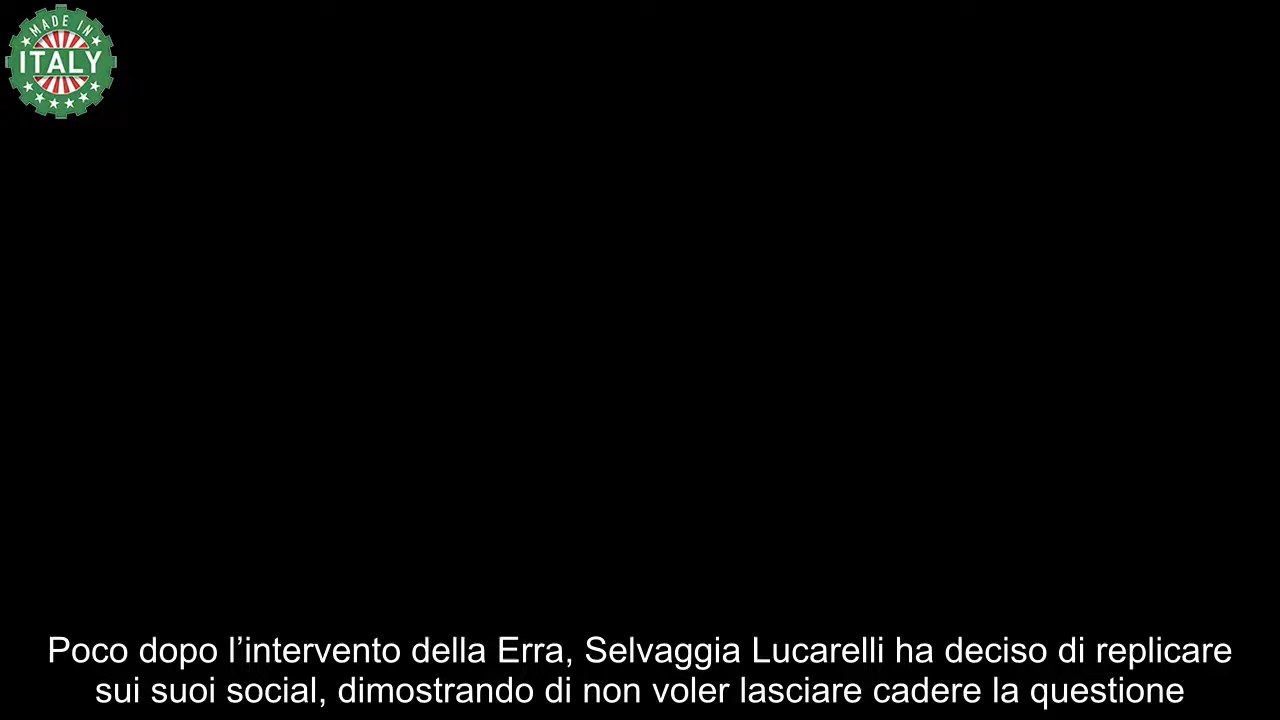 MADE IN
ITALY
Poco dopo l’intervento della Erra, Selvaggia Lucarelli ha deciso di replicare
sui suoi social, dimostrando di non voler lasciare cadere la questione